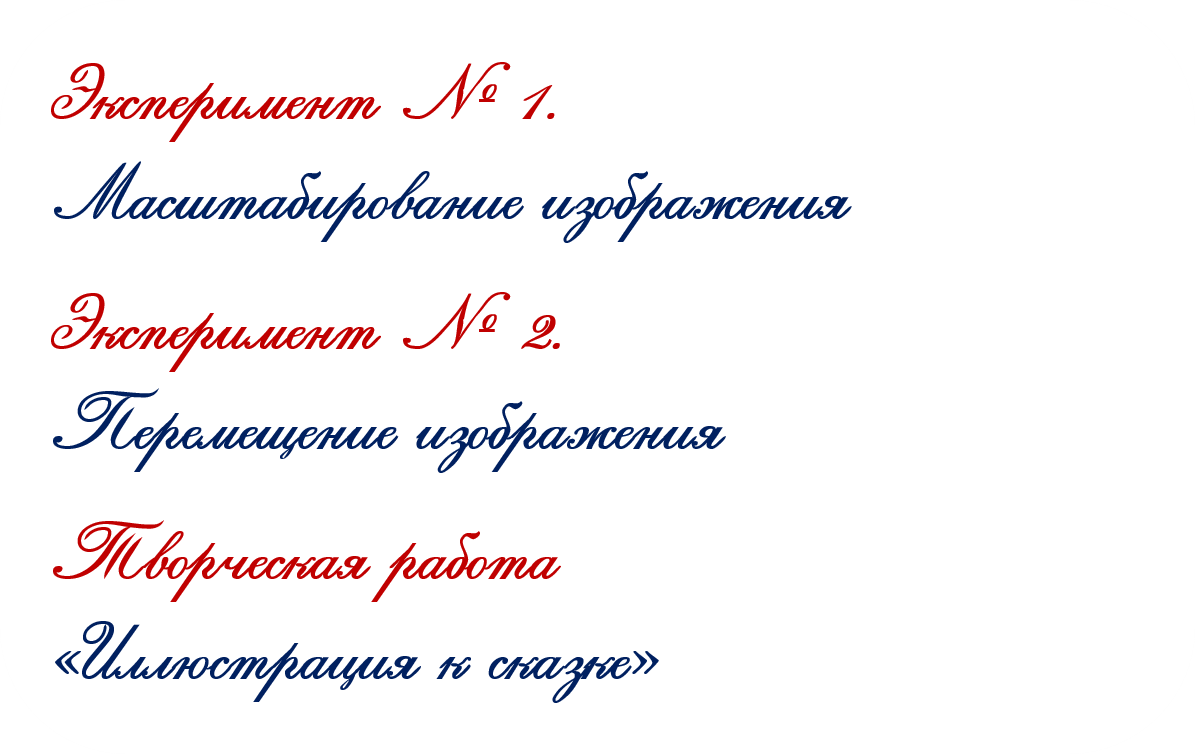 Эксперимент № 1.
Масштабирование изображения
Эксперимент № 2.
Перемещение изображения
Творческая работа
«Иллюстрация к сказке»